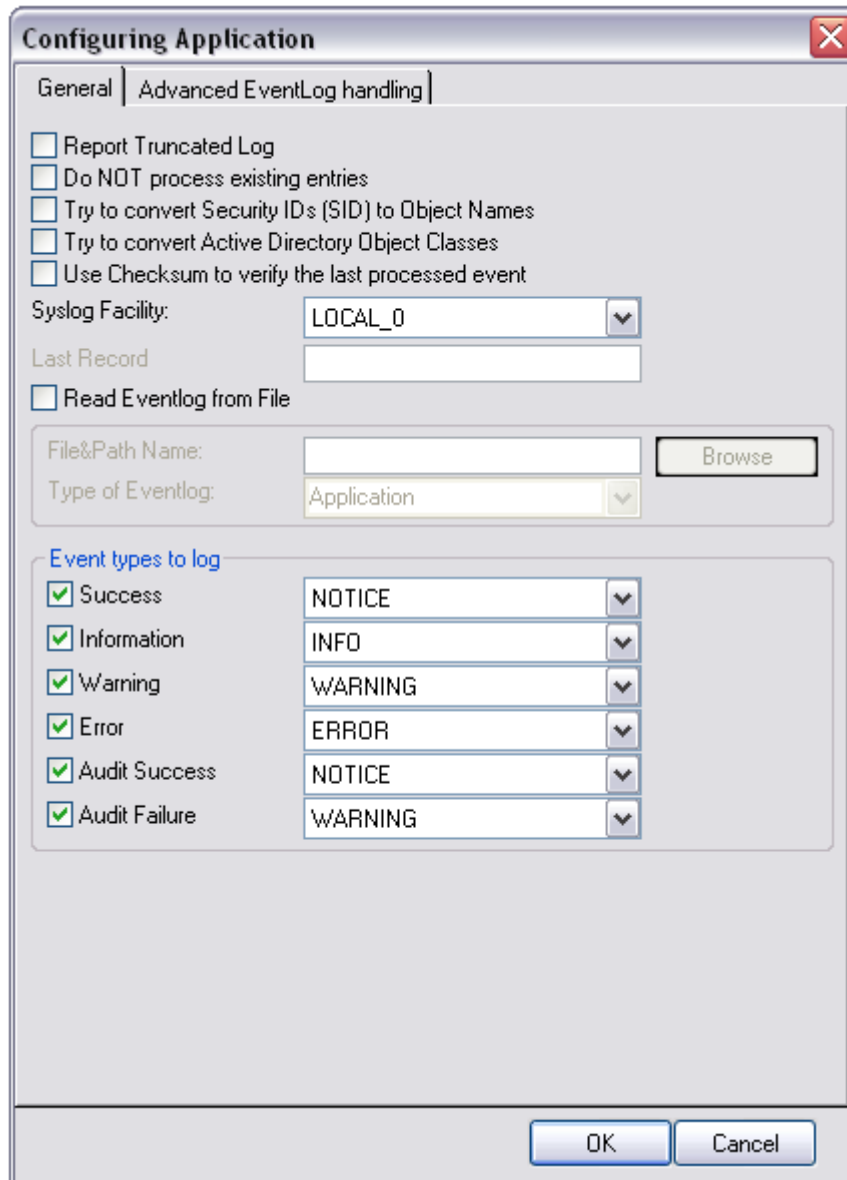 Configuring Application
General Advanced EventLog handling
Report Truncated Log
Do NOT process existing entries
Try to convert Security IDs (SID) to Object Names
Try to convert Active Directory Object Classes
Use Checksum to verify the last processed event
Syslog Facility: LOCAL_0
Last Record
Read Eventlog from File
File&Path Name: Browse
Type of Eventlog: Application
Event types to log
Success NOTICE
Information INFO
Warning WARNING
Error ERROR
Audit Success NOTICE
Audit Failure WARNING
OK Cancel